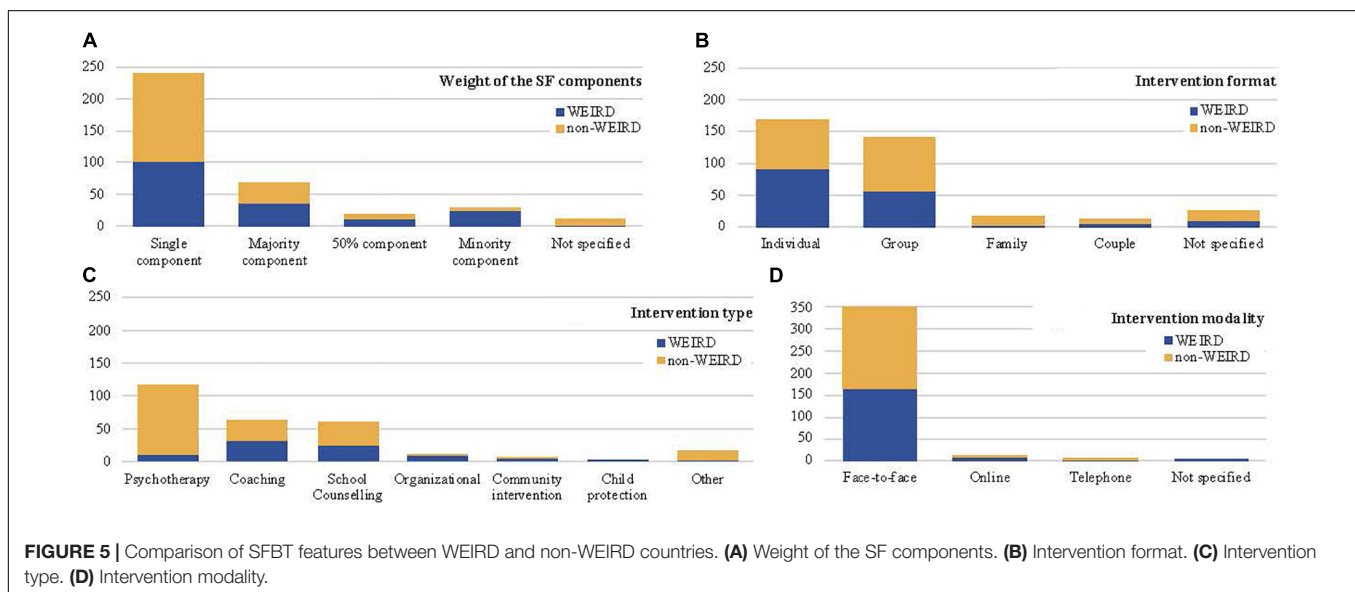 A
Weight of the SF components
WEIRD
non-WEIRD
250
200
150
100
50
0
Single component
Majority component
50% component
Minority component
Not specified
B
Intervention format
WEIRD
non-WEIRD
250
200
150
100
50
0
Individual
Group
Family
Couple
Not specified
C
Intervention type
WEIRD
non-WEIRD
250
200
150
100
50
0
Psychotherapy
Coaching
School Counselling
Organizational
Community intervention
Child protection
Other
D
Intervention modality
WEIRD
non-WEIRD
350
300
250
200
150
100
50
0
Face-to-face
Online
Telephone
Not specified
FIGURE 5 | Comparison of SFBT features between WEIRD and non-WEIRD countries. (A) Weight of the SF components. (B) Intervention format. (C) Intervention
type. (D) Intervention modality.